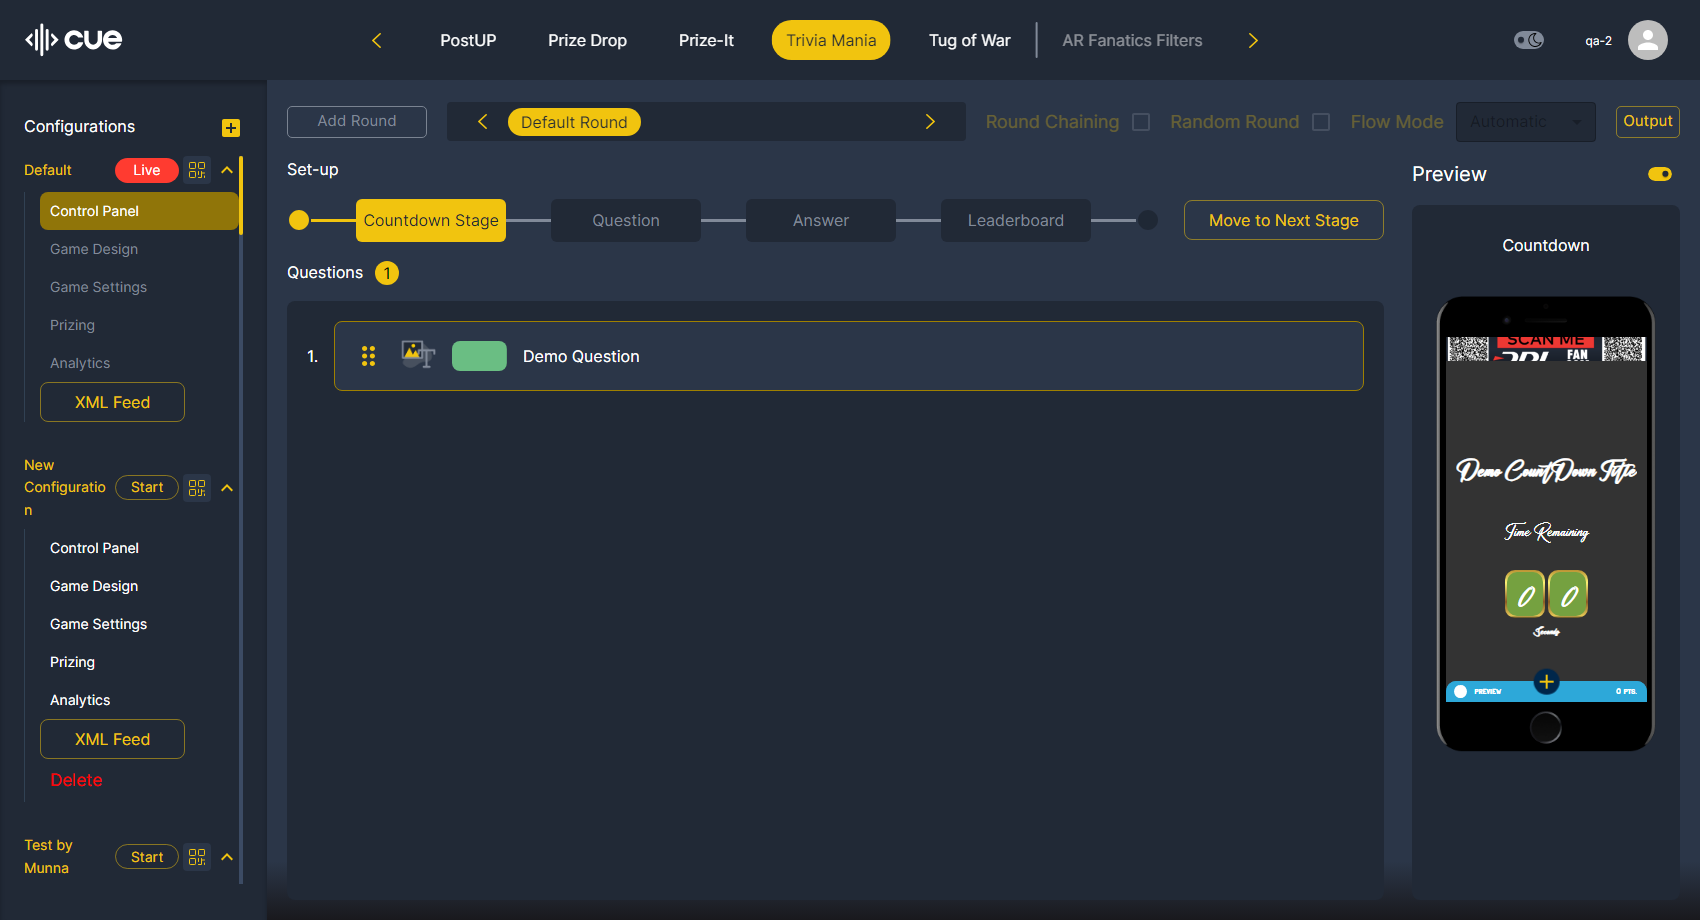 cue
PostUP
Prize Drop
Prize-It
Trivia Mania
Tug of War
AR Fanatics Filters
qa-2
Configurations
Default
Live
Control Panel
Game Design
Game Settings
Prizing
Analytics
XML Feed
New
Configuratio
n
Start
Control Panel
Game Design
Game Settings
Prizing
Analytics
XML Feed
Delete
Test by
Munna
Start
Add Round
Default Round
Round Chaining
Random Round
Flow Mode
Automatic
Output
Set-up
Countdown Stage
Question
Answer
Leaderboard
Move to Next Stage
Questions 1
1.
Demo Question
Preview
Countdown
SCAN ME
FAN
Demo CountDown Title
Time Remaining
0 0
Seconds
PREVIEW
0 PTS.